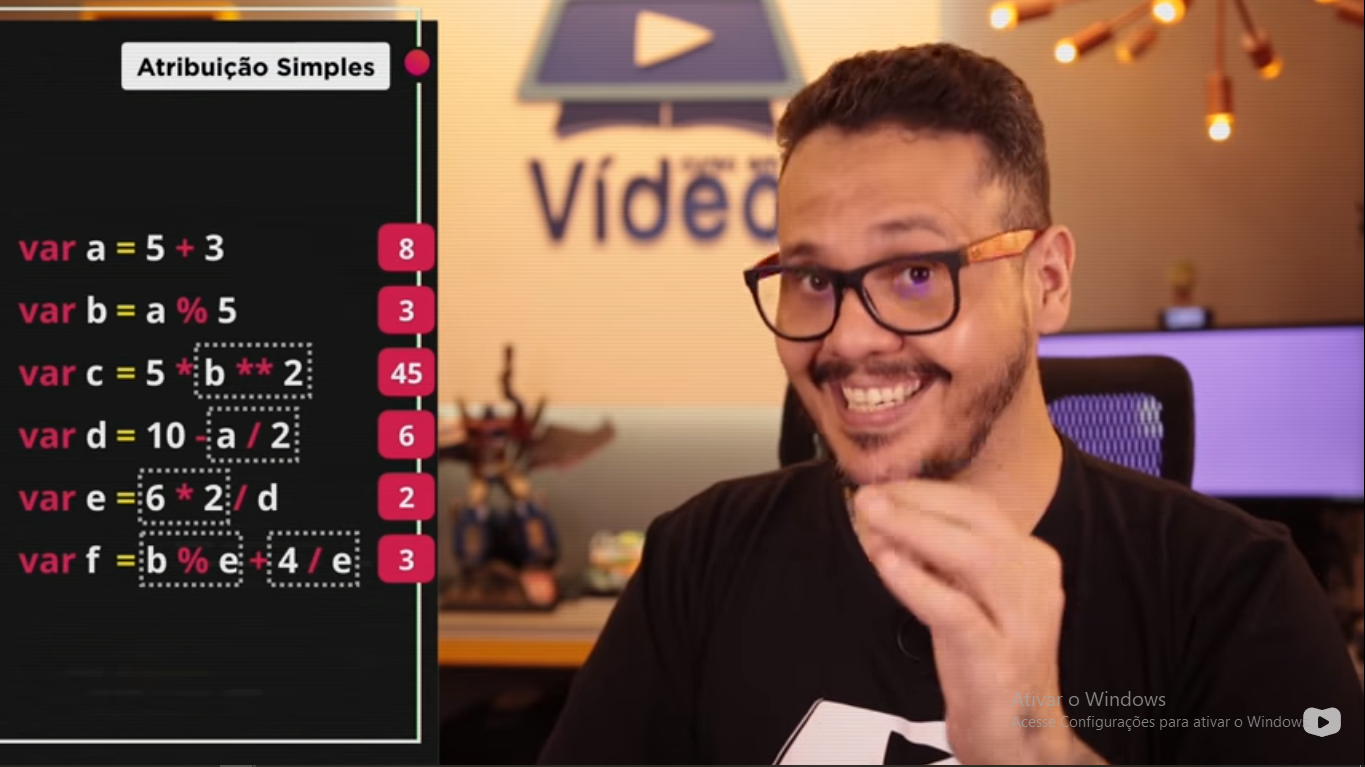 Atribuição Simples
var a = 5 + 3 8
var b = a % 5 3
var c = 5 * b ** 2 45
var d = 10 - a / 2 6
var e = 6 * 2 / d 2
var f = b % e + 4 / e 3
Vídeo
Ativar o Windows
Acesse Configurações para ativar o Windows